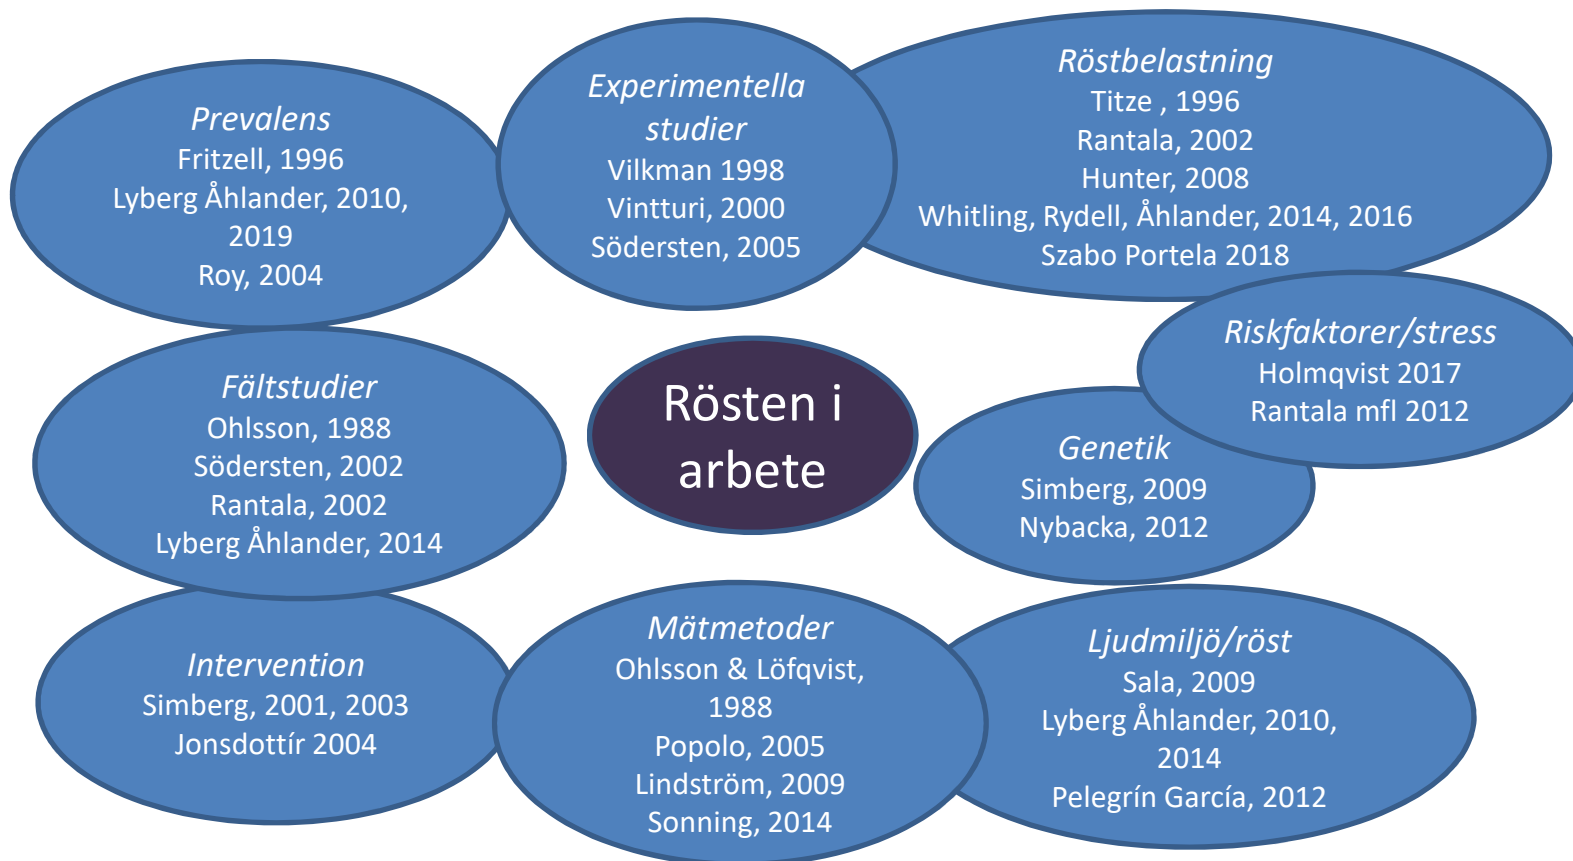 Prevalens
Fritzell, 1996
Lyberg Åhlander, 2010,
2019
Roy, 2004
Experimentella
studier
Vilkman 1998
Vintturi, 2000
Södersten, 2005
Röstbelastning
Titze , 1996
Rantala, 2002
Hunter, 2008
Whitling, Rydell, Åhlander, 2014, 2016
Szabo Portela 2018
Riskfaktorer/stress
Holmqvist 2017
Rantala mfl 2012
Fältstudier
Ohlsson, 1988
Södersten, 2002
Rantala, 2002
Lyberg Åhlander, 2014
Rösten i
arbete
Genetik
Simberg, 2009
Nybacka, 2012
Intervention
Simberg, 2001, 2003
Jonsdottír 2004
Mätmetoder
Ohlsson & Löfqvist,
1988
Popolo, 2005
Lindström, 2009
Sonning, 2014
Ljudmiljö/röst
Sala, 2009
Lyberg Åhlander, 2010,
2014
Pelegrín García, 2012